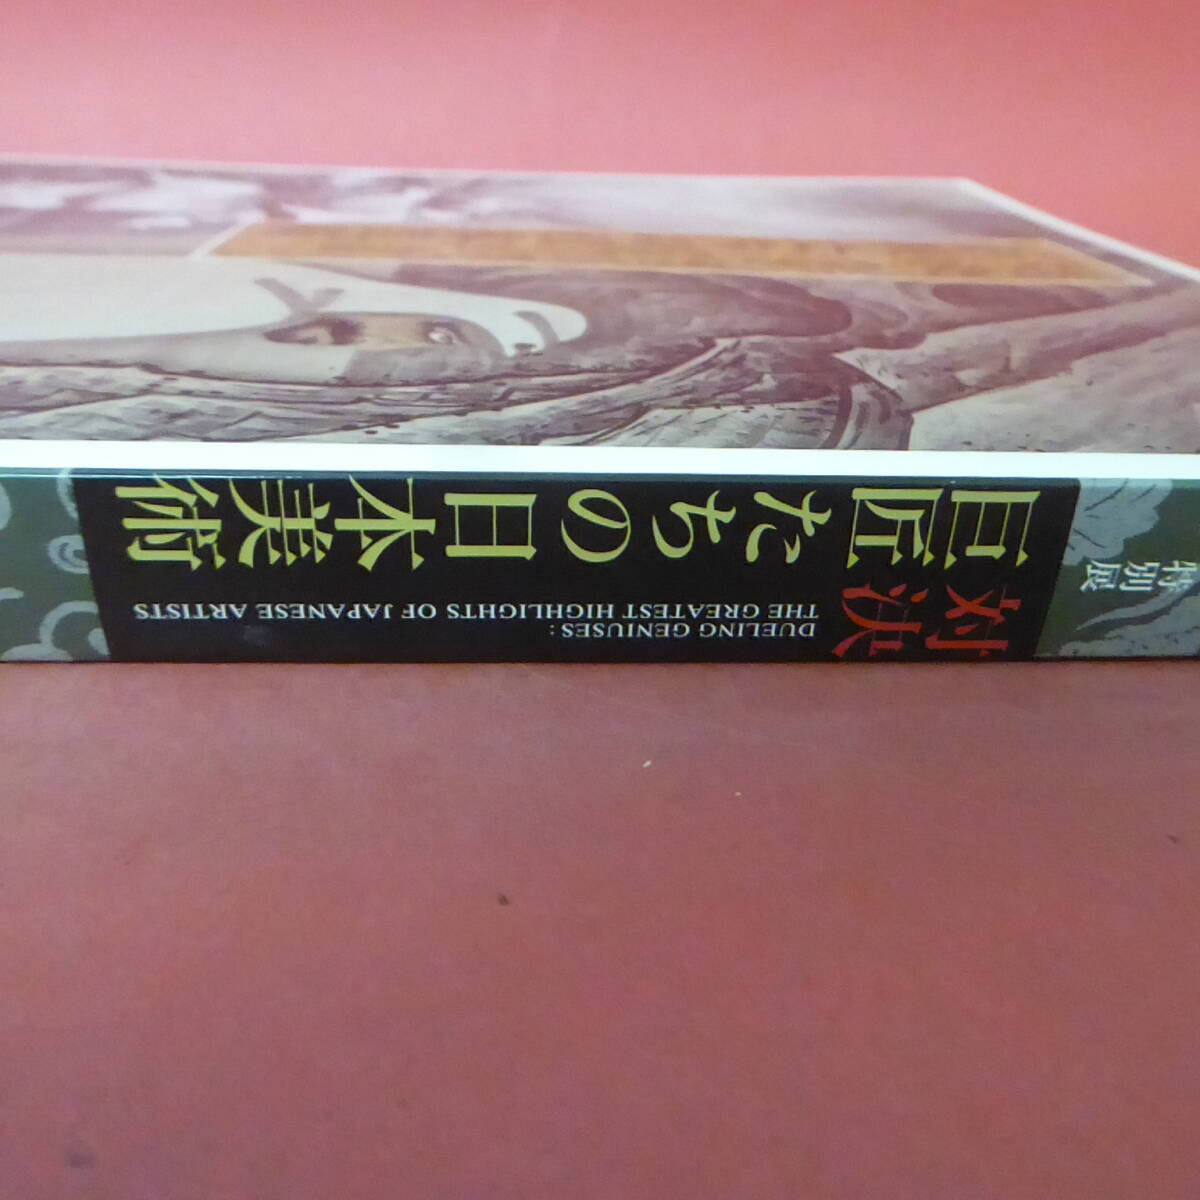 特別展
対決
巨匠たちの日本美術
DUELING GENIUSES:
THE GREATEST HIGHLIGHTS OF JAPANESE ARTISTS